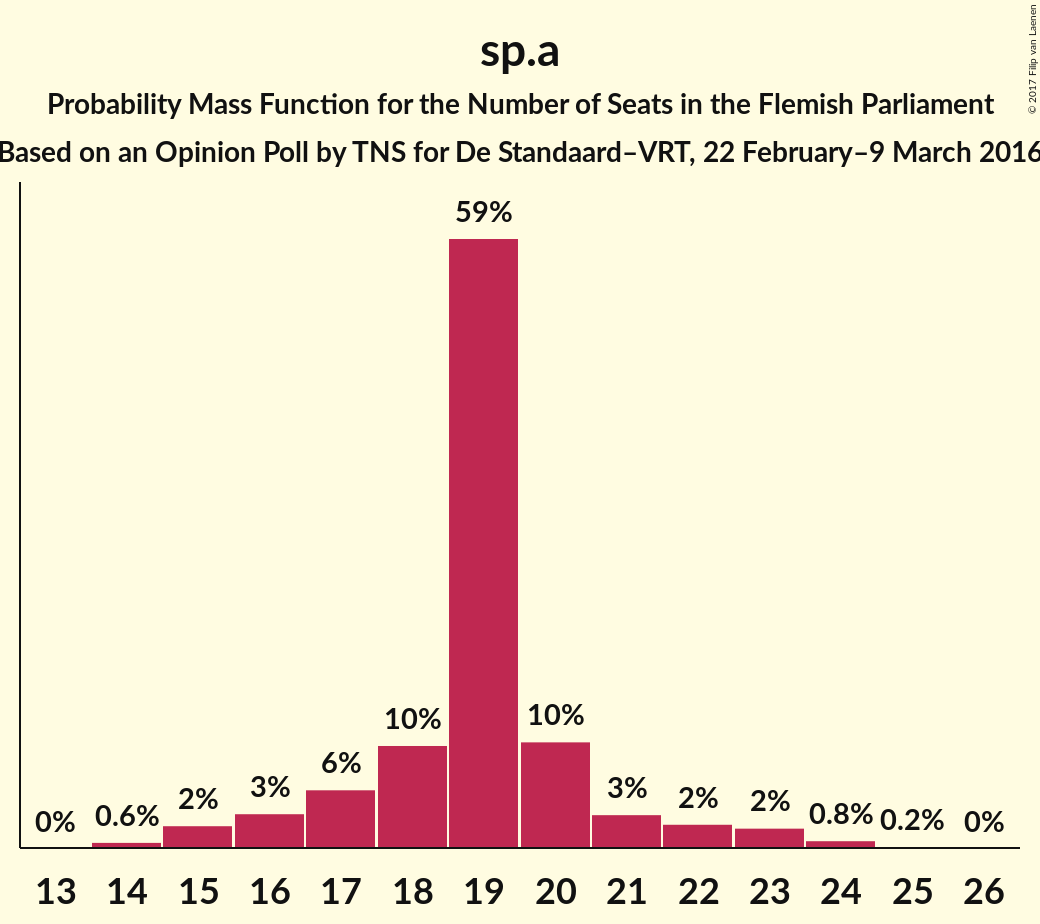 sp.a
Probability Mass Function for the Number of Seats in the Flemish Parliament
Based on an Opinion Poll by TNS for De Standaard–VRT, 22 February–9 March 2016
© 2017 Filip van Laenen
59%
10% 10%
6%
3% 3%
2% 2% 2%
0% 0.6% 0.8% 0.2% 0%
13 14 15 16 17 18 19 20 21 22 23 24 25 26